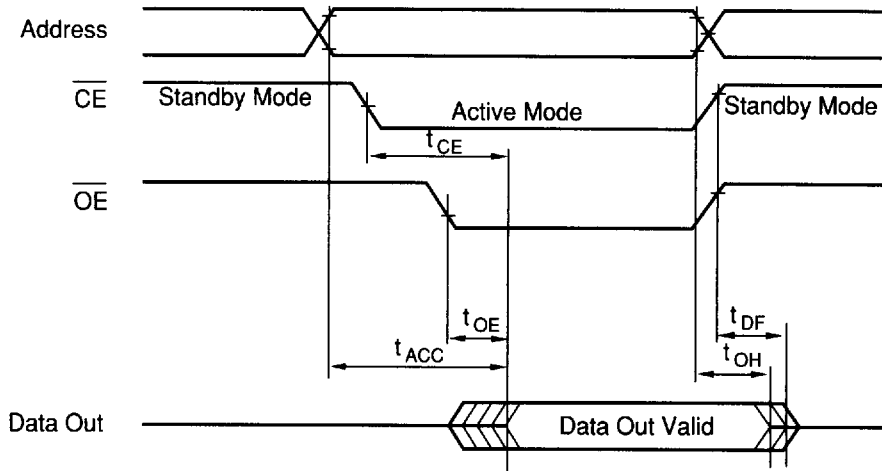 Address
CE
Standby Mode
Active Mode
Standby Mode
tCE
OE
tOE
tDF
tACC
tOH
Data Out
Data Out Valid